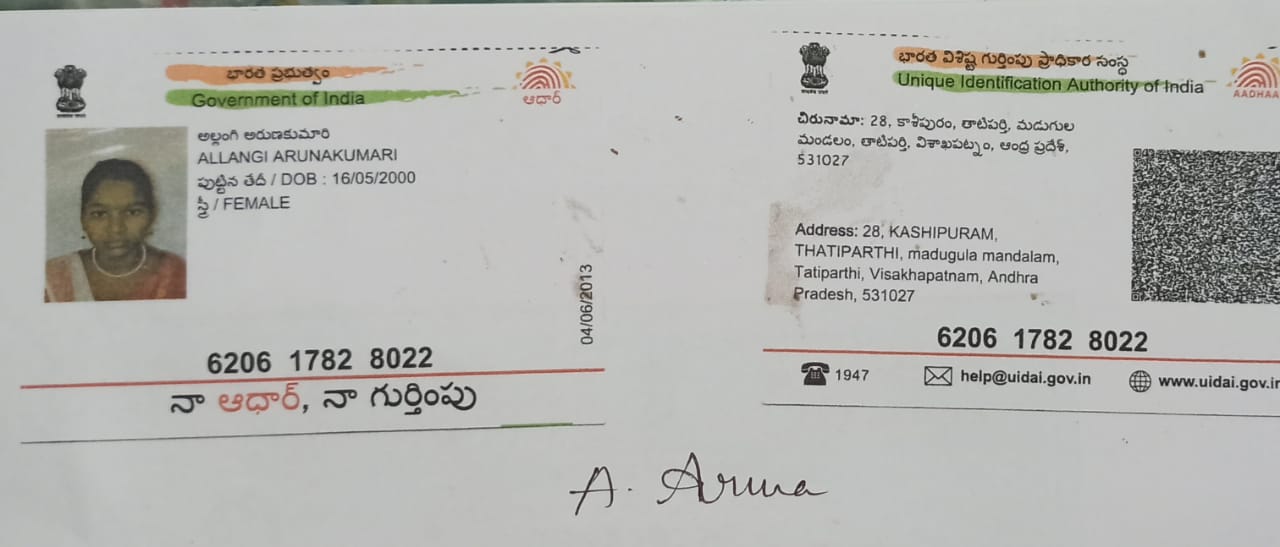 భారత ప్రభుత్వం
Government of India
ఆధార్
అల్లంగి అరుణకుమారి
ALLANGI ARUNAKUMARI
పుట్టిన తేదీ / DOB : 16/05/2000
స్త్రీ / FEMALE
04/06/2013
6206 1782 8022
నా ఆధార్, నా గుర్తింపు
భారత విశిష్ట గుర్తింపు ప్రాధికార సంస్థ
Unique Identification Authority of India
AADHAA
చిరునామా: 28, కాశీపురం, తాటిపర్తి, మడుగుల
మండలం, తాటిపర్తి, విశాఖపట్నం, ఆంధ్ర ప్రదేశ్,
531027
Address: 28, KASHIPURAM,
THATIPARTHI, madugula mandalam,
Tatiparthi, Visakhapatnam, Andhra
Pradesh, 531027
6206 1782 8022
1947
help@uidai.gov.in
www.uidai.gov.in
A. Aruna